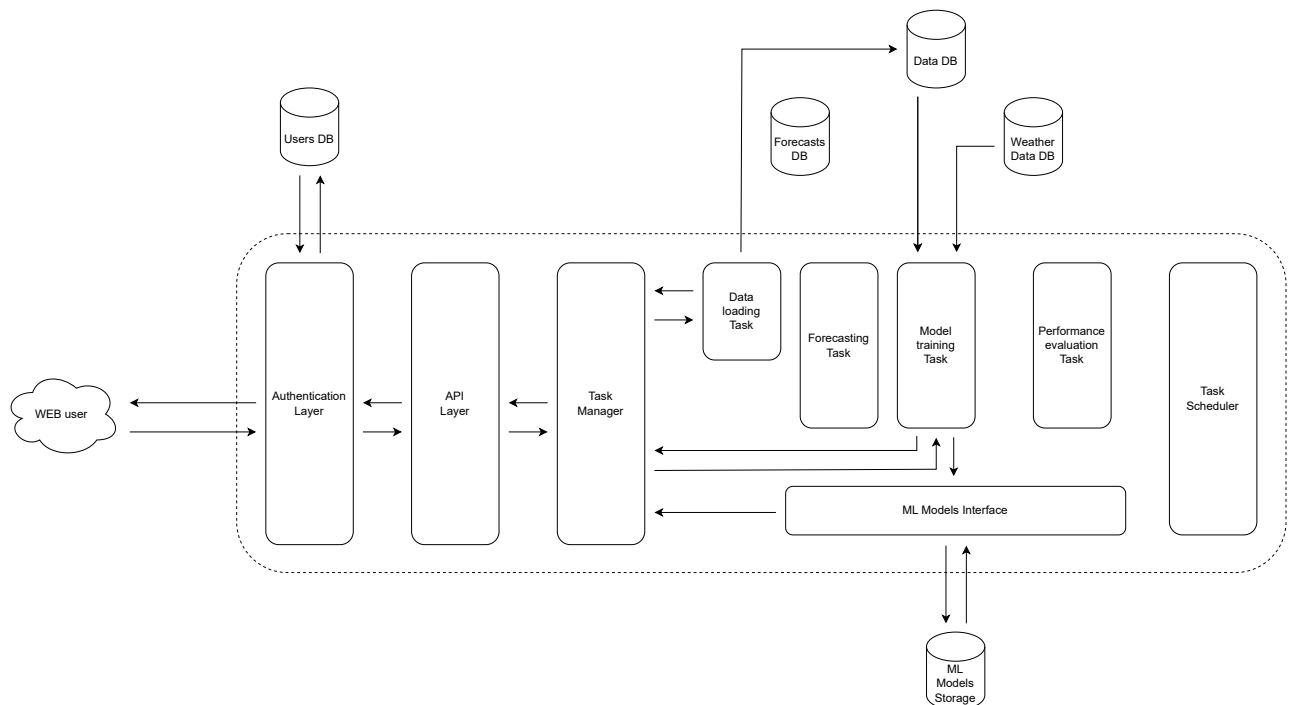 Data DB
Users DB
Forecasts
DB
Weather
Data DB
WEB user
Authentication
Layer
API
Layer
Task
Manager
Data
loading
Task
Forecasting
Task
Model
training
Task
Performance
evaluation
Task
Task
Scheduler
ML Models Interface
ML
Models
Storage